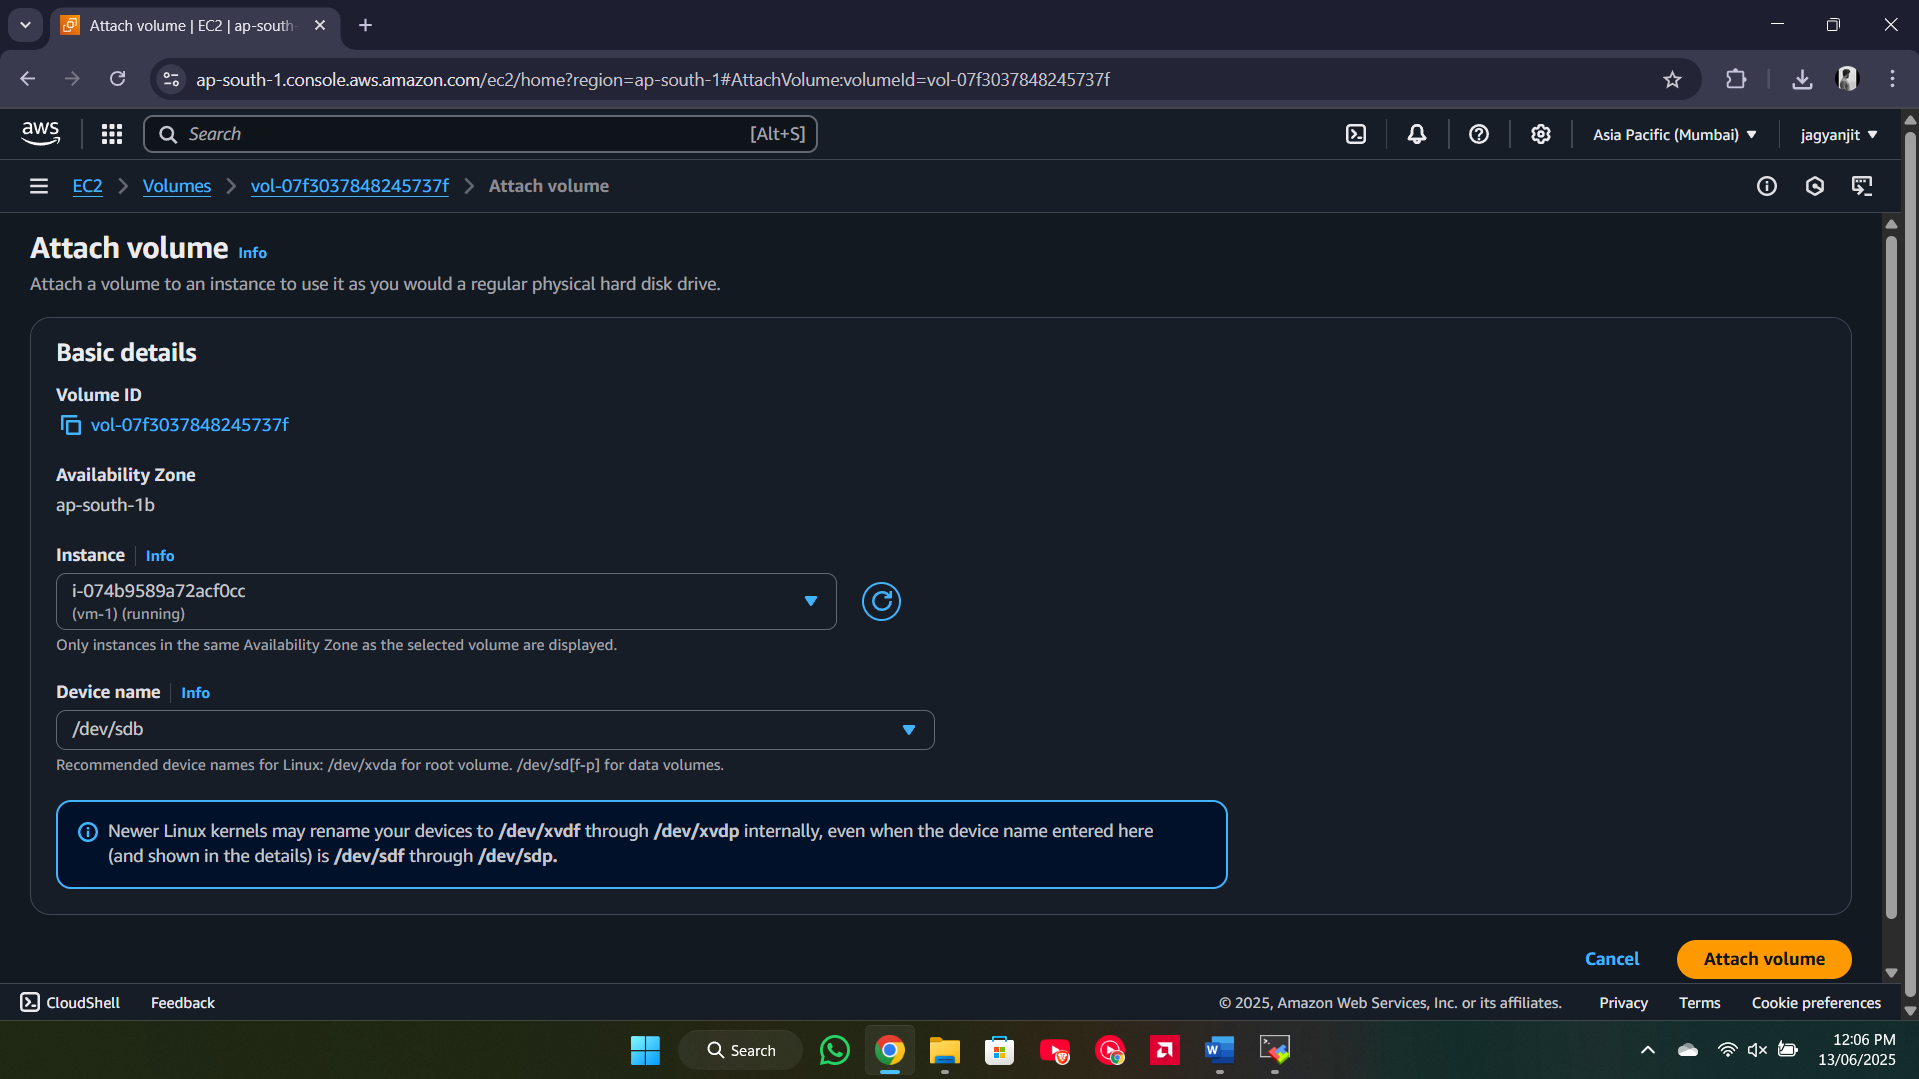 Attach volume | EC2 | ap-south-
ap-south-1.console.aws.amazon.com/ec2/home?region=ap-south-1#AttachVolume:volumeId=vol-07f3037848245737f
aws
Search [Alt+S]
Asia Pacific (Mumbai)
jagyanjit
EC2 > Volumes > vol-07f3037848245737f > Attach volume
Attach volume Info
Attach a volume to an instance to use it as you would a regular physical hard disk drive.
Basic details
Volume ID
vol-07f3037848245737f
Availability Zone
ap-south-1b
Instance Info
i-074b9589a72acf0cc
(vm-1) (running)
Only instances in the same Availability Zone as the selected volume are displayed.
Device name Info
/dev/sdb
Recommended device names for Linux: /dev/xvda for root volume. /dev/sd[f-p] for data volumes.
Newer Linux kernels may rename your devices to /dev/xvdf through /dev/xvdp internally, even when the device name entered here
(and shown in the details) is /dev/sdf through /dev/sdp.
Cancel
Attach volume
CloudShell
Feedback
© 2025, Amazon Web Services, Inc. or its affiliates.
Privacy
Terms
Cookie preferences
Search
12:06 PM
13/06/2025